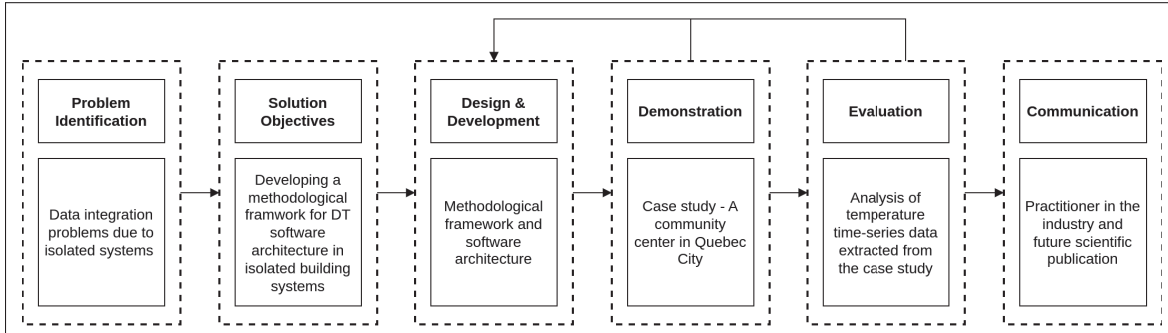 Problem
Identification
Data integration
problems due to
isolated systems
Solution
Objectives
Developing a
methodological
framwork for DT
software
architecture in
isolated building
systems
Design &
Development
Methodological
framework and
software
architecture
Demonstration
Case study - A
community
center in Quebec
City
Evaluation
Analysis of
temperature
time-series data
extracted from
the case study
Communication
Practitioner in the
industry and
future scientific
publication